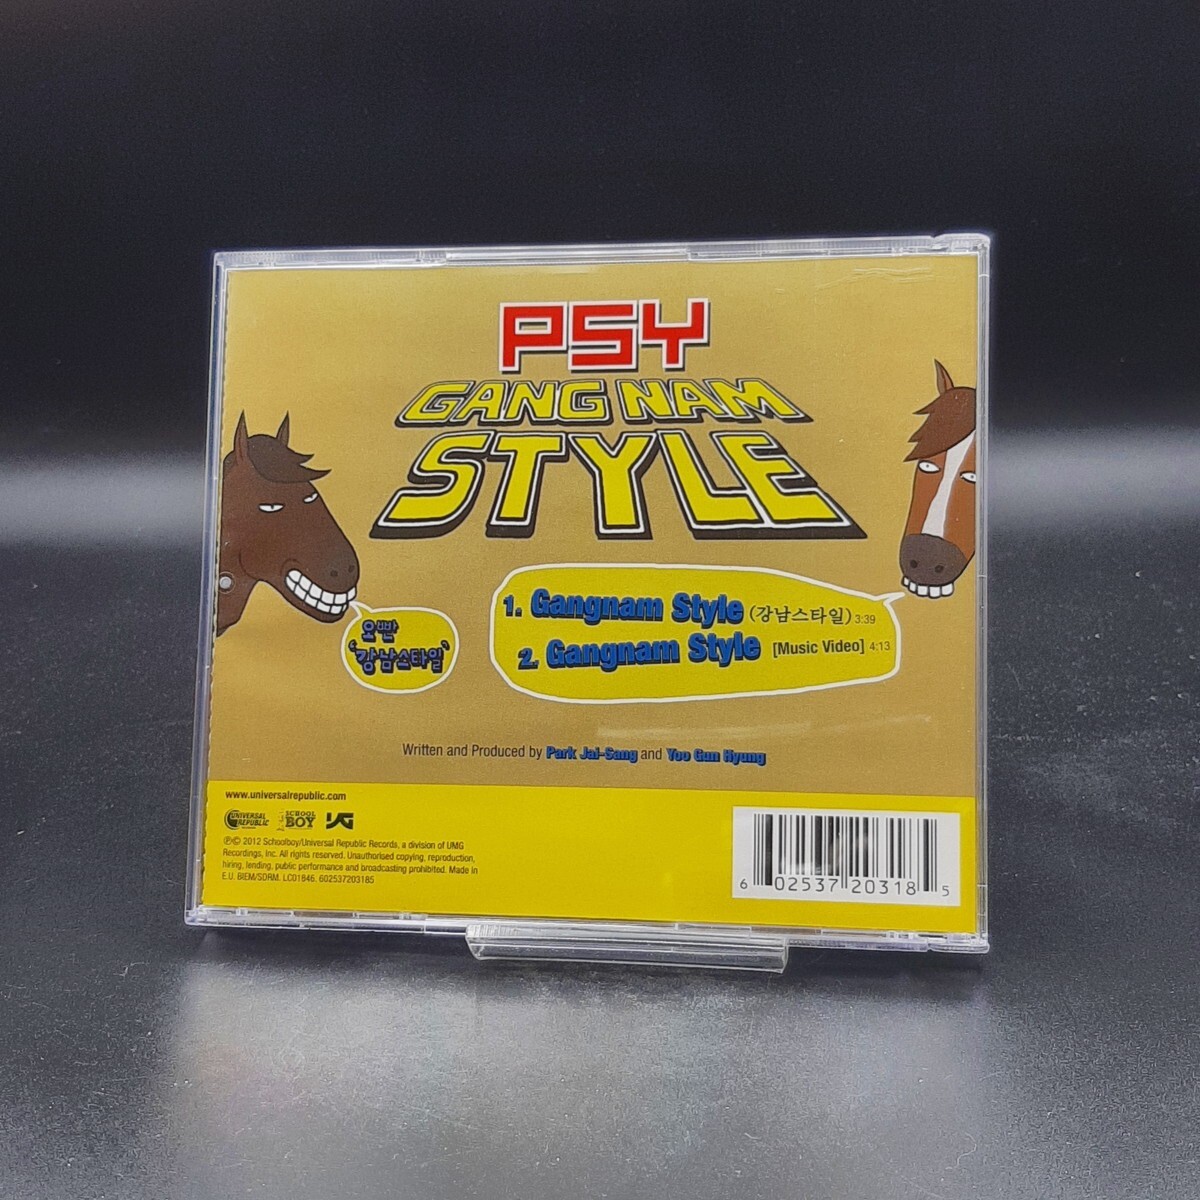 PSY
GANGNAM
STYLE
1. Gangnam Style (강남스타일) 3:39
2. Gangnam Style [Music Video] 4:13
오빤
'강남스타일'
Written and Produced by Park Jai-Sang and Yoo Gun Hyung
www.universalrepublic.com
UNIVERSAL
REPUBLIC
SCHOOL
BOY
YG
℗© 2012 Schoolboy/Universal Republic Records, a division of UMG
Recordings, Inc. All rights reserved. Unauthorised copying, reproduction,
hiring, lending, public performance and broadcasting prohibited. Made in
E.U. BIEM/SDRM. LC01846. 602537203185
6 02537 20318 5